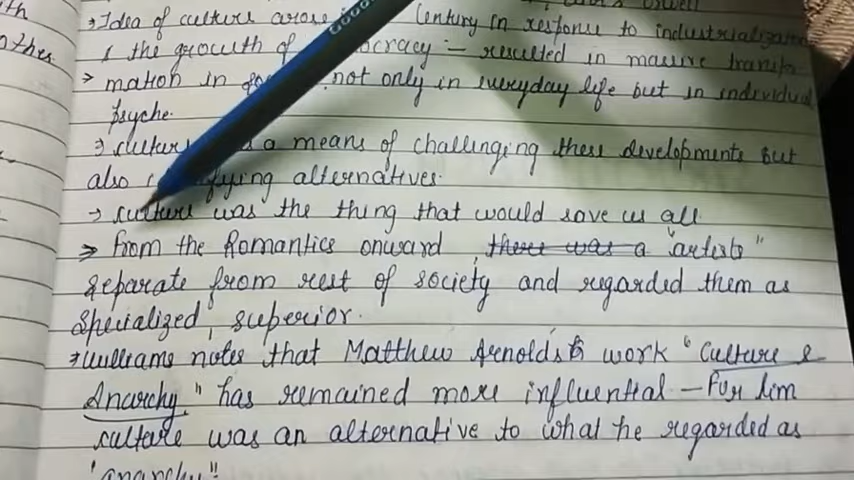 th
→ Idea of culture arose Century in response to industrialization
othes
& the growth of ocracy – resulted in massive transfo-
> mation in not only in everyday life but in individual
Psyche.
→ culture a means of challenging these developments but
also alternatives.
→ culture was the thing that would save us all
→ from the Romantics onward, there was a "artists"
separate from rest of society and regarded them as
specialized, superior.
→ Williams notes that Matthew Arnolds work "Culture &
Anarchy" has remained more influential – For him
culture was an alternative to what he regarded as
'anarchy"